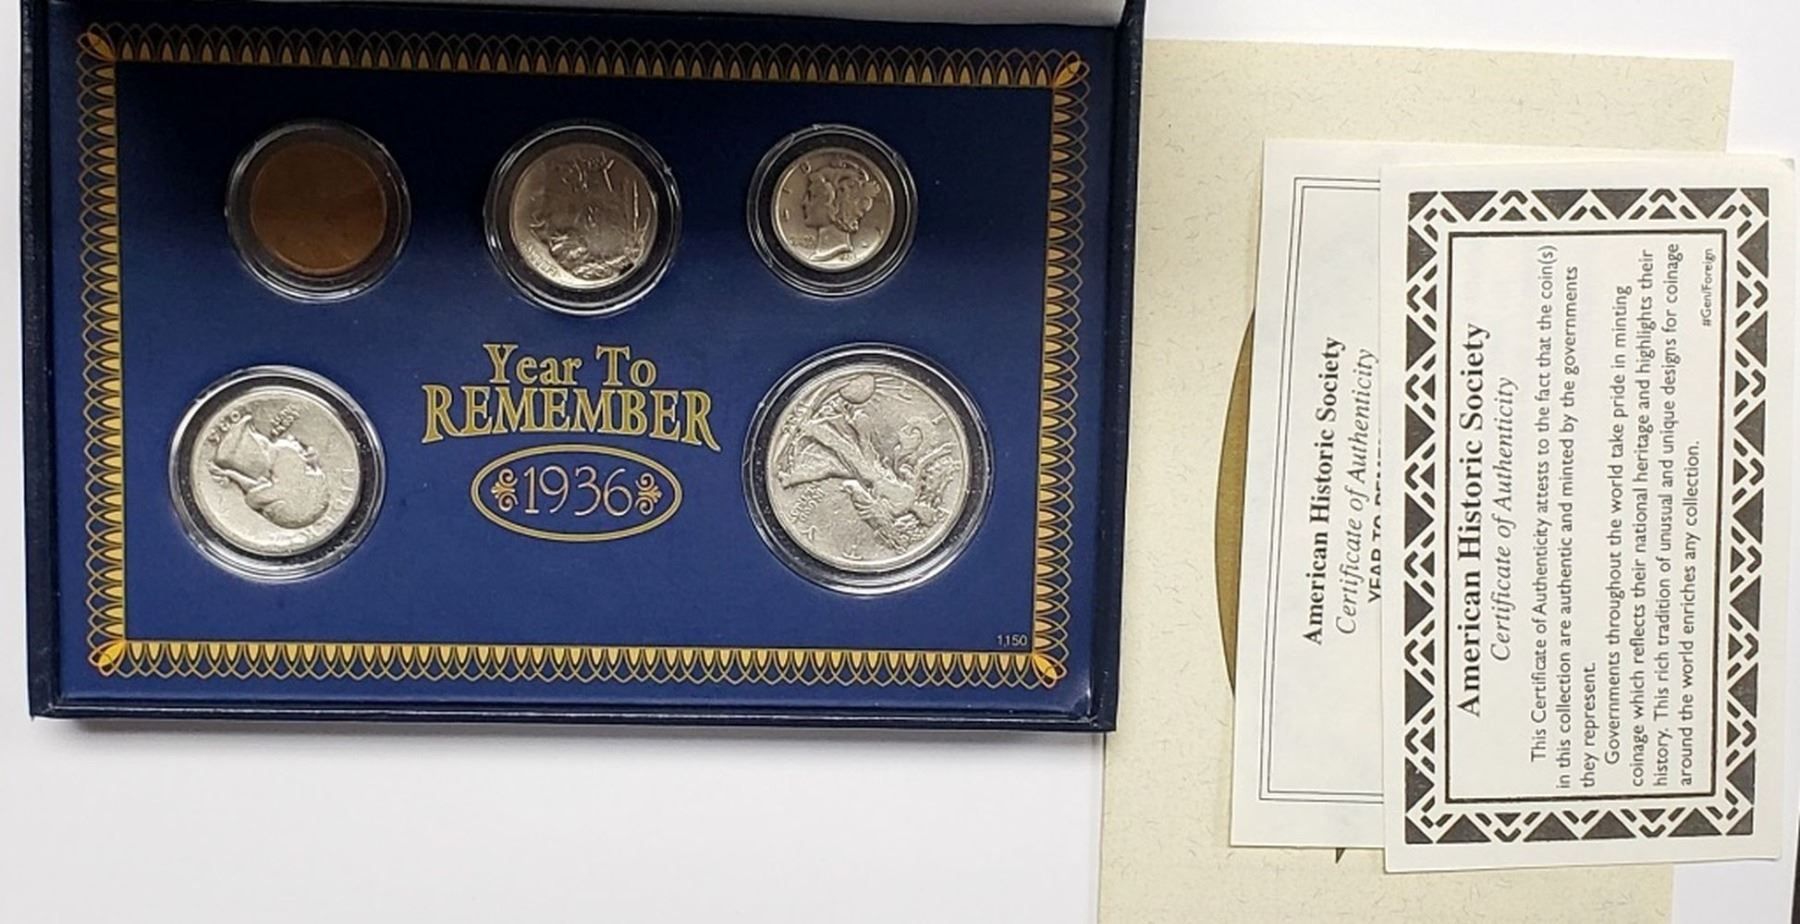 Year To
REMEMBER
1936
1,150
American Historic Society
Certificate of Authenticity
American Historic Society
Certificate of Authenticity
This Certificate of Authenticity attests to the fact that the coin(s)
in this collection are authentic and minted by the governments
they represent.
Governments throughout the world take pride in minting
coinage which reflects their national heritage and highlights their
history. This rich tradition of unusual and unique designs for coinage
around the world enriches any collection.
#Gen/Foreign